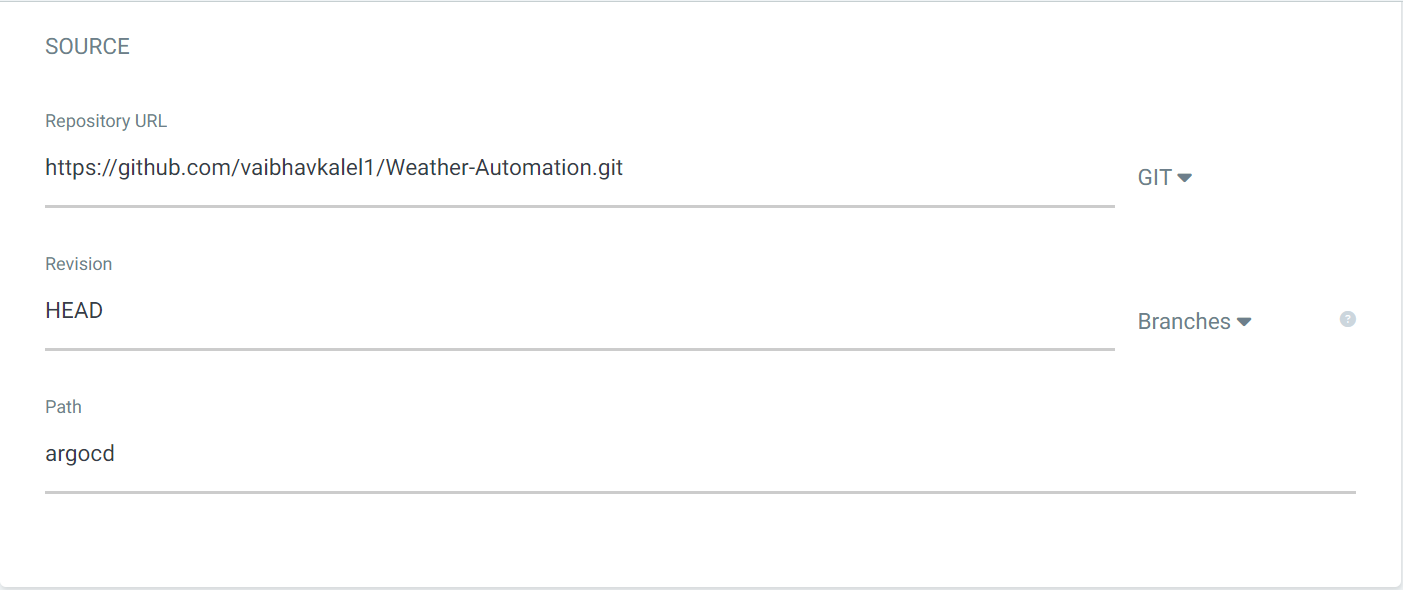 SOURCE
Repository URL
https://github.com/vaibhavkalel1/Weather-Automation.git
GIT
Revision
HEAD
Branches
?
Path
argocd